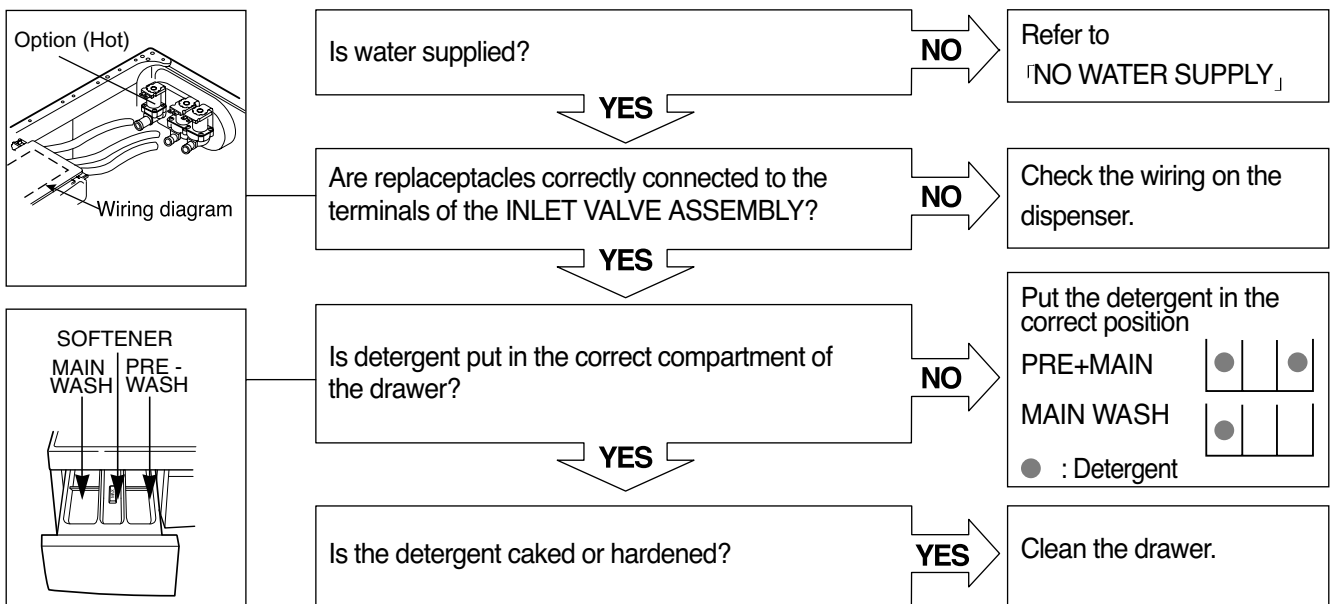 Option (Hot)
Wiring diagram
Is water supplied?
NO
Refer to
「NO WATER SUPPLY」
YES
Are replaceptacles correctly connected to the
terminals of the INLET VALVE ASSEMBLY?
NO
Check the wiring on the
dispenser.
YES
SOFTENER
MAIN
WASH
PRE -
WASH
Is detergent put in the correct compartment of
the drawer?
NO
Put the detergent in the
correct position
PRE+MAIN
MAIN WASH
: Detergent
YES
Is the detergent caked or hardened?
YES
Clean the drawer.